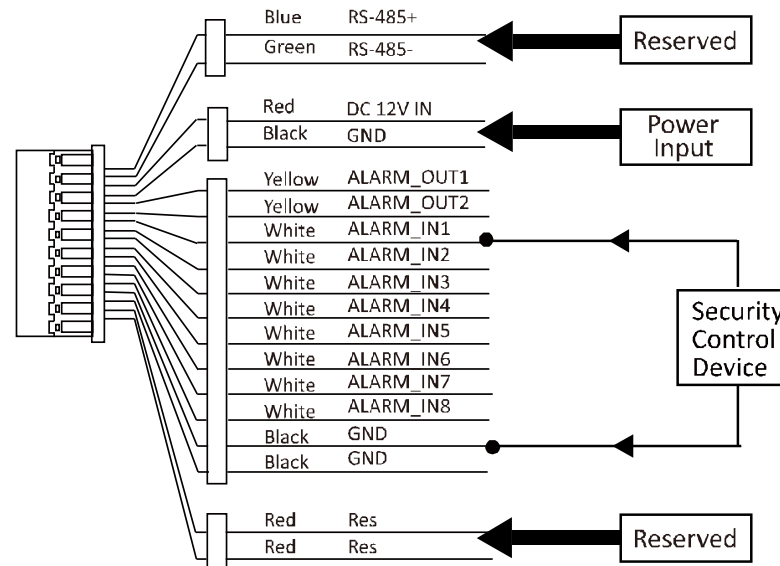 Blue RS-485+
Green RS-485-
Reserved
Red DC 12V IN
Black GND
Power
Input
Yellow ALARM_OUT1
Yellow ALARM_OUT2
White ALARM_IN1
White ALARM_IN2
White ALARM_IN3
White ALARM_IN4
White ALARM_IN5
White ALARM_IN6
White ALARM_IN7
White ALARM_IN8
Black GND
Black GND
Security
Control
Device
Red Res
Red Res
Reserved